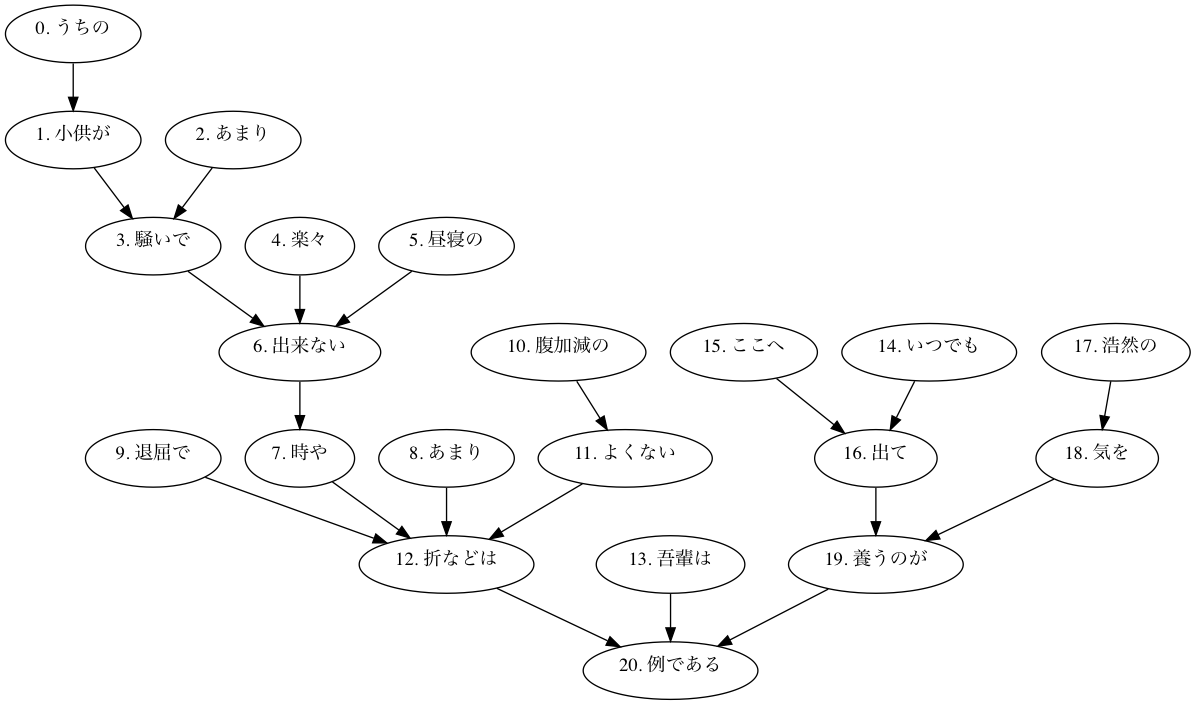 0. うちの
1. 小供が
2. あまり
3. 騒いで
4. 楽々
5. 昼寝の
6. 出来ない
10. 腹加減の
15. ここへ
14. いつでも
17. 浩然の
9. 退屈で
7. 時や
8. あまり
11. よくない
16. 出て
18. 気を
12. 折などは
13. 吾輩は
19. 養うのが
20. 例である